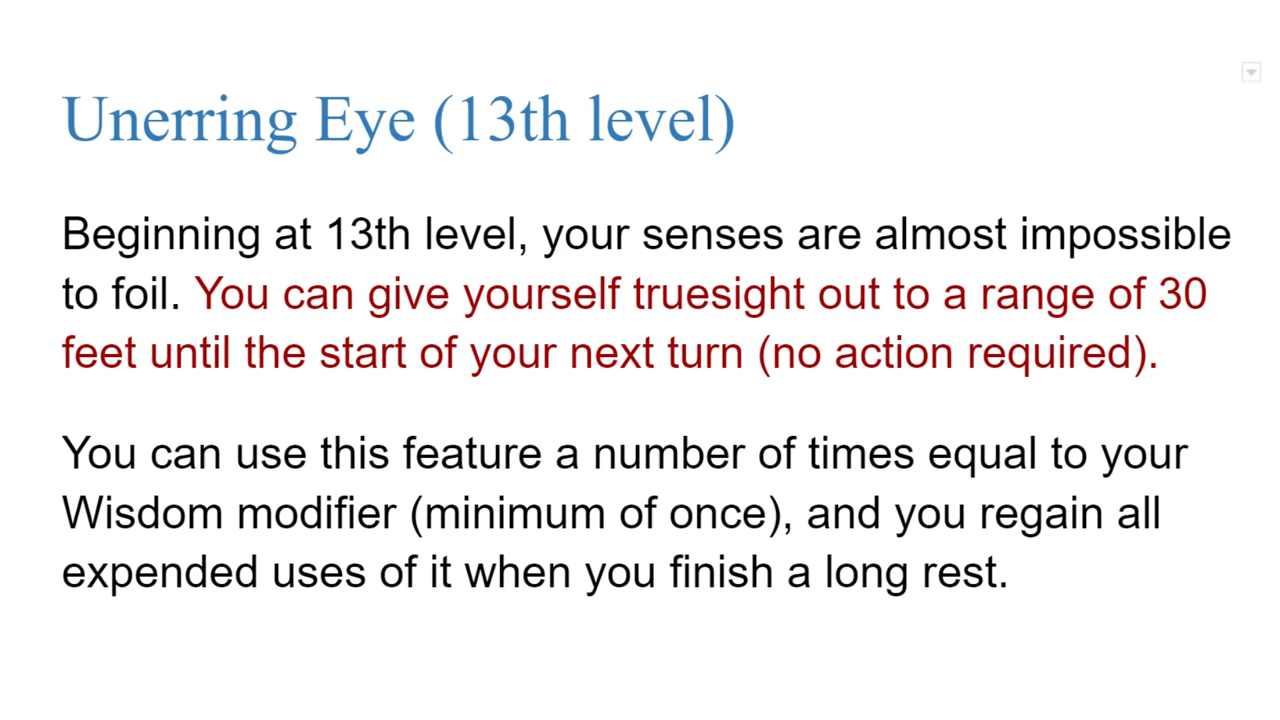 Unerring Eye (13th level)
Beginning at 13th level, your senses are almost impossible
to foil. You can give yourself truesight out to a range of 30
feet until the start of your next turn (no action required).
You can use this feature a number of times equal to your
Wisdom modifier (minimum of once), and you regain all
expended uses of it when you finish a long rest.